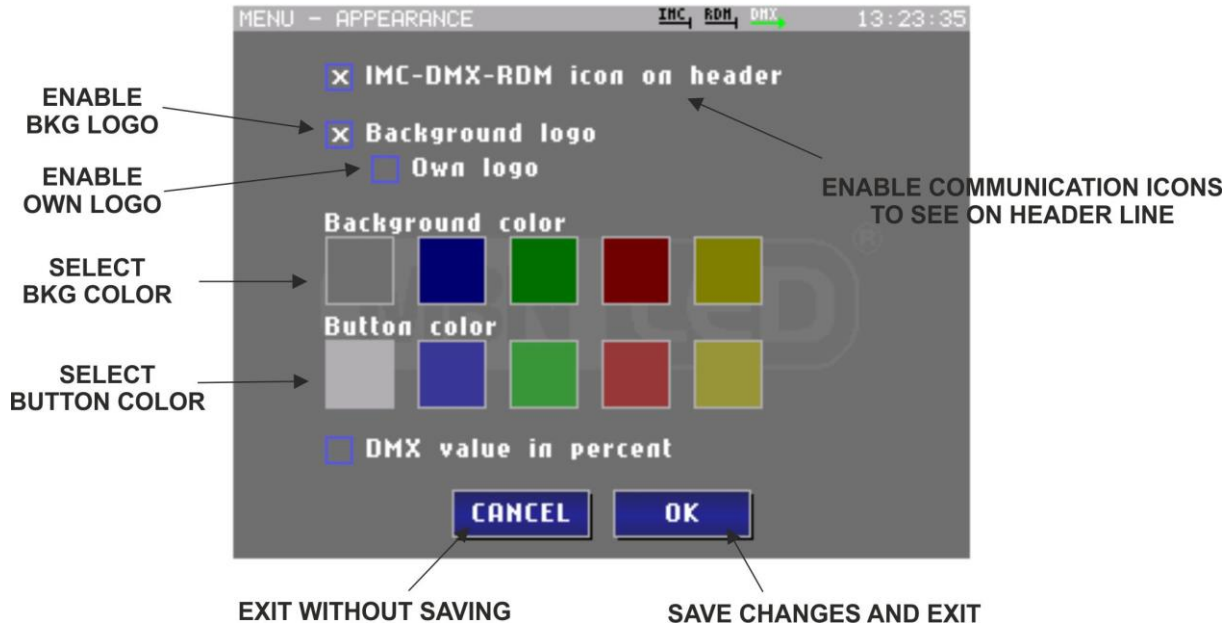 MENU - APPEARANCE IMC RDM DMX 13:23:35
IMC-DMX-RDM icon on header
ENABLE
BKG LOGO
Background logo
ENABLE
OWN LOGO
Own logo
ENABLE COMMUNICATION ICONS
TO SEE ON HEADER LINE
Background color
®
SELECT
BKG COLOR
LED
Button color
SELECT
BUTTON COLOR
DMX value in percent
CANCEL OK
EXIT WITHOUT SAVING SAVE CHANGES AND EXIT